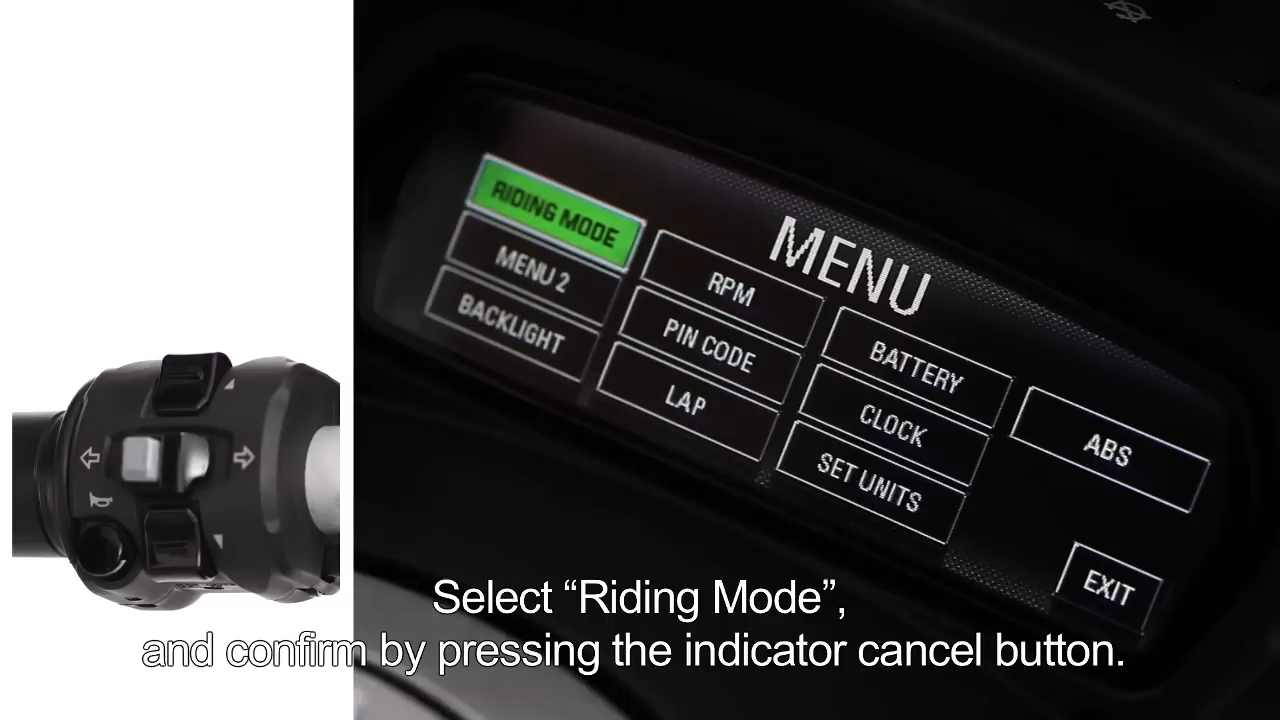 MENU
RIDING MODE
MENU 2
BACKLIGHT
RPM
PIN CODE
LAP
BATTERY
CLOCK
SET UNITS
ABS
EXIT
Select “Riding Mode”,
and confirm by pressing the indicator cancel button.